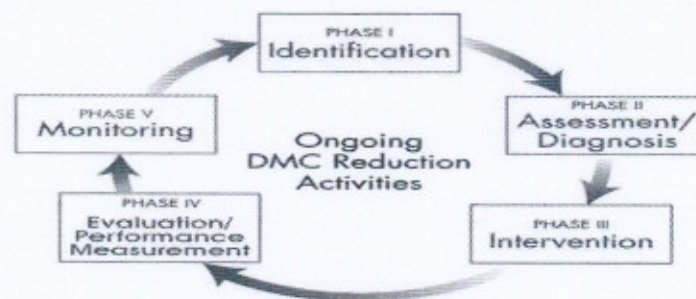 PHASE I
Identification
PHASE II
Assessment/
Diagnosis
PHASE III
Intervention
PHASE IV
Evaluation/
Performance
Measurement
PHASE V
Monitoring
Ongoing
DMC Reduction
Activities